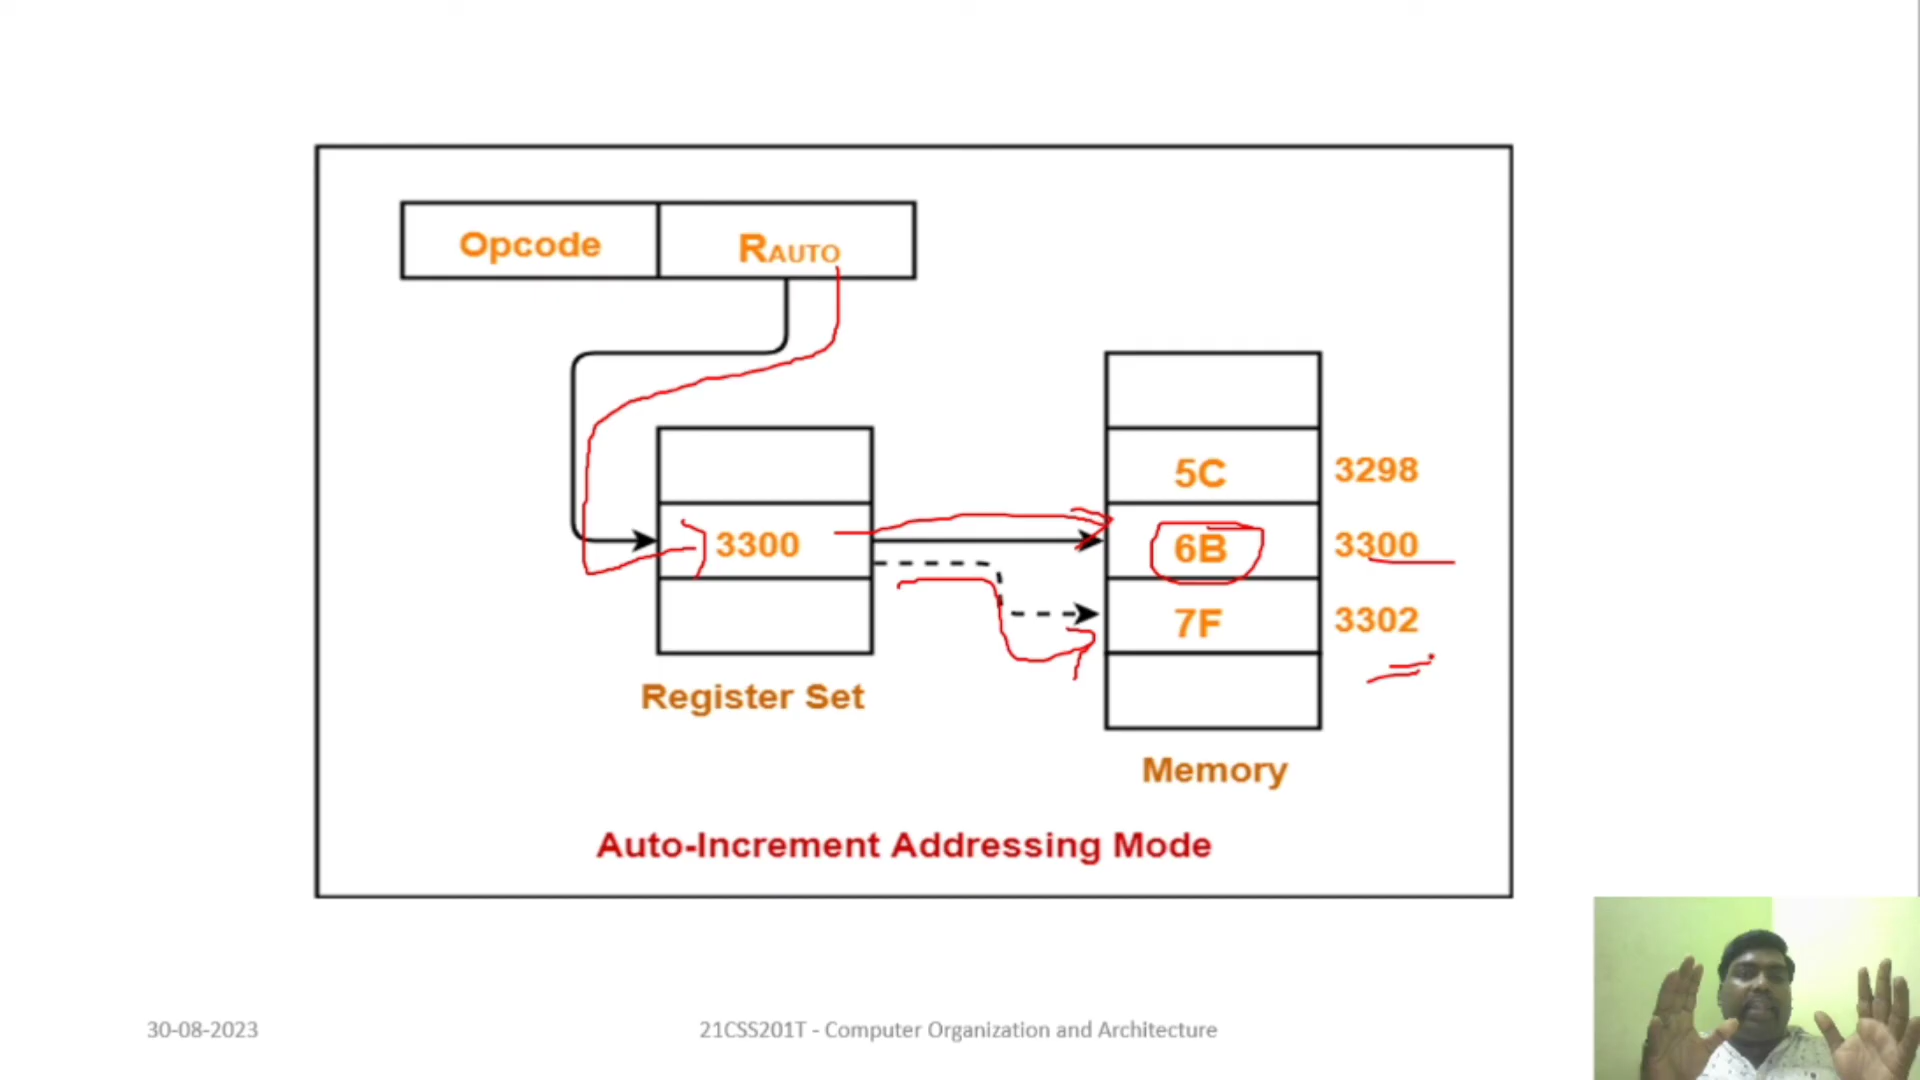 Opcode RAUTO
5C 3298
3300 6B 3300
7F 3302
Register Set
Memory
Auto-Increment Addressing Mode
30-08-2023 21CSS201T - Computer Organization and Architecture